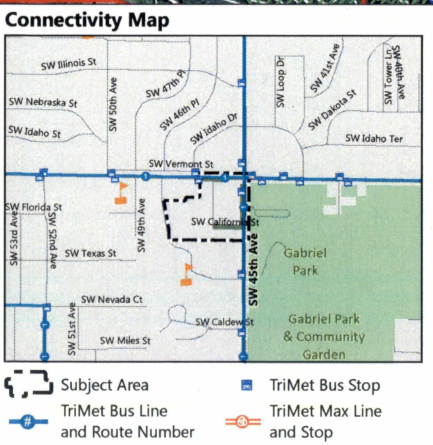 Connectivity Map
SW Illinois St
SW 50th Ave
SW 47th Pl
SW 46th Pl
SW Loop Dr
SW 41st Ave
SW Tower Ln
SW 40th Ave
SW Nebraska St
SW Idaho St
SW Idaho Dr
SW Dakota St
SW Idaho Ter
SW Vermont St
SW Florida St
SW 53rd Ave
SW 52nd Ave
SW 49th Ave
SW California St
SW 45th Ave
SW Texas St
Gabriel
Park
SW Nevada Ct
SW 51st Ave
SW Caldew St
SW Miles St
Gabriel Park
& Community
Garden
Subject Area
TriMet Bus Stop
# TriMet Bus Line
and Route Number
TriMet Max Line
and Stop